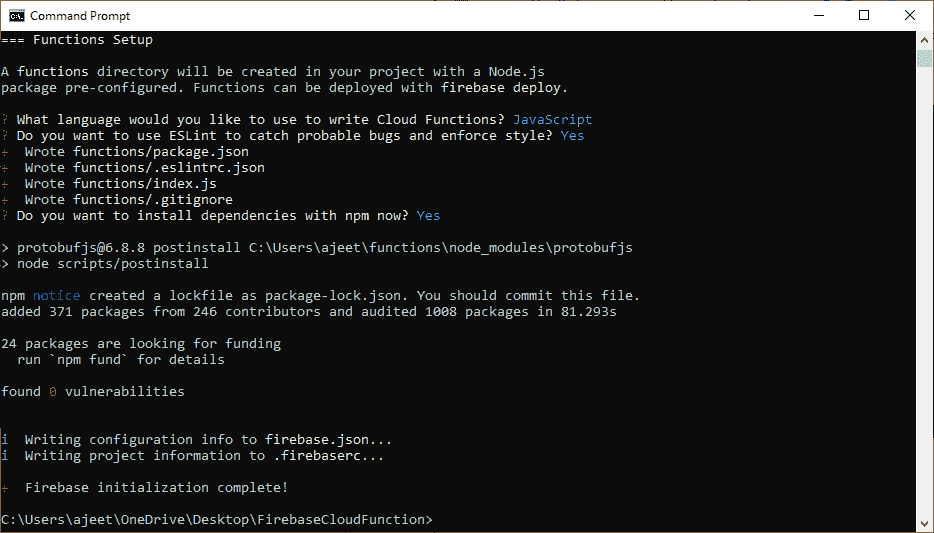 Command Prompt
=== Functions Setup
A functions directory will be created in your project with a Node.js
package pre-configured. Functions can be deployed with firebase deploy.
? What language would you like to use to write Cloud Functions? JavaScript
? Do you want to use ESLint to catch probable bugs and enforce style? Yes
+  Wrote functions/package.json
+  Wrote functions/.eslintrc.json
+  Wrote functions/index.js
+  Wrote functions/.gitignore
? Do you want to install dependencies with npm now? Yes
> protobufjs@6.8.8 postinstall C:\Users\ajeet\functions\node_modules\protobufjs
> node scripts/postinstall
npm notice created a lockfile as package-lock.json. You should commit this file.
added 371 packages from 246 contributors and audited 1008 packages in 81.293s
24 packages are looking for funding
  run `npm fund` for details
found 0 vulnerabilities
i  Writing configuration info to firebase.json...
i  Writing project information to .firebaserc...
+  Firebase initialization complete!
C:\Users\ajeet\OneDrive\Desktop\FirebaseCloudFunction>